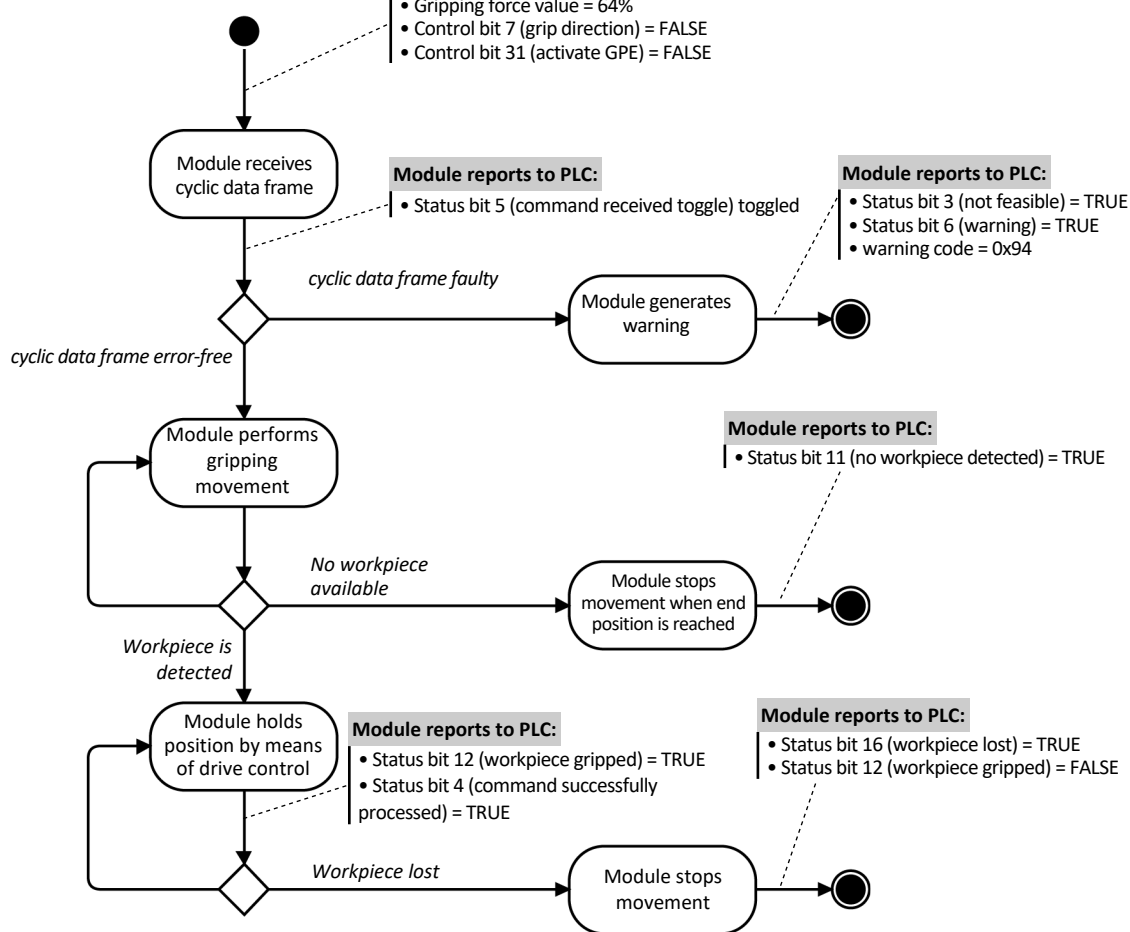 • Gripping force value = 64%
• Control bit 7 (grip direction) = FALSE
• Control bit 31 (activate GPE) = FALSE
Module receives
cyclic data frame
Module reports to PLC:
• Status bit 5 (command received toggle) toggled
Module reports to PLC:
• Status bit 3 (not feasible) = TRUE
• Status bit 6 (warning) = TRUE
• warning code = 0x94
cyclic data frame faulty
Module generates
warning
cyclic data frame error-free
Module performs
gripping
movement
Module reports to PLC:
• Status bit 11 (no workpiece detected) = TRUE
No workpiece
available
Module stops
movement when end
position is reached
Workpiece is
detected
Module holds
position by means
of drive control
Module reports to PLC:
• Status bit 12 (workpiece gripped) = TRUE
• Status bit 4 (command successfully
processed) = TRUE
Module reports to PLC:
• Status bit 16 (workpiece lost) = TRUE
• Status bit 12 (workpiece gripped) = FALSE
Workpiece lost
Module stops
movement